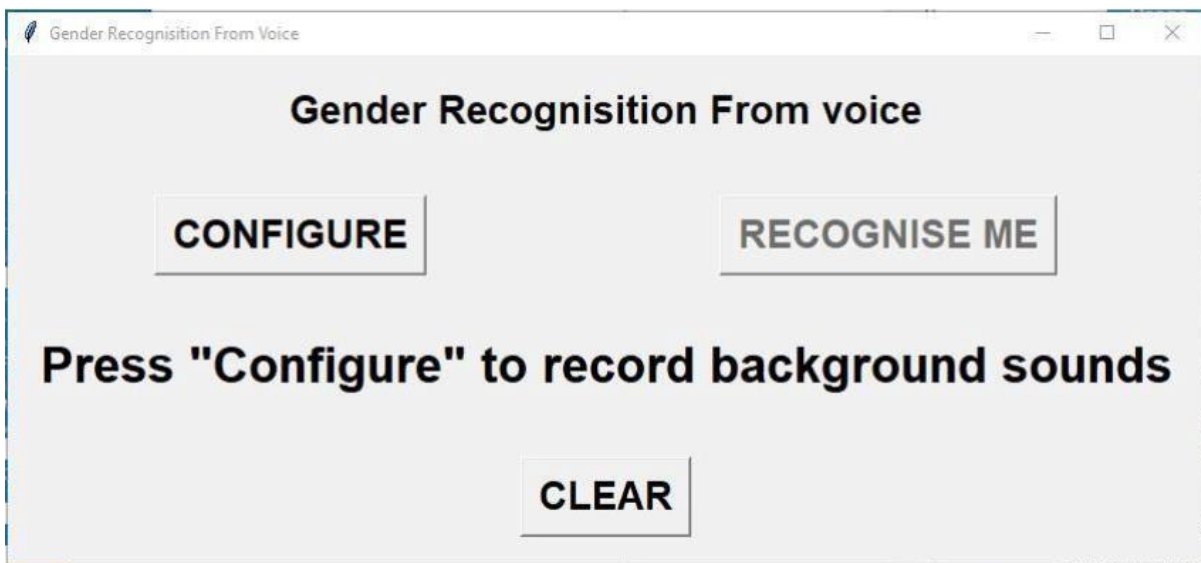 Gender Recognisition From Voice
Gender Recognisition From voice
CONFIGURE
RECOGNISE ME
Press "Configure" to record background sounds
CLEAR